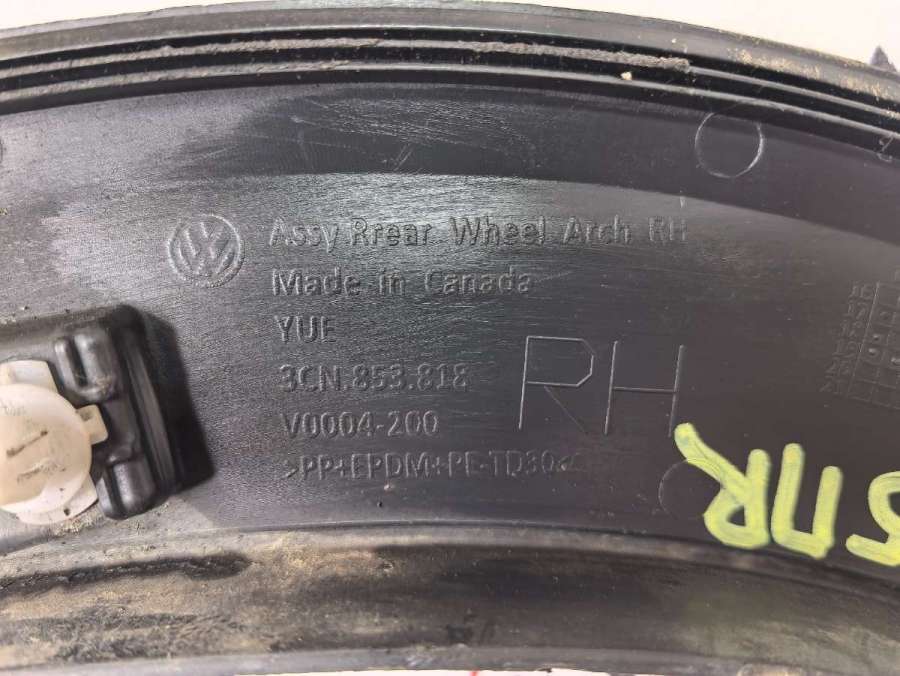 Assy Rrear Wheel Arch RH
Made in Canada
YUE
3CN.853.818
V0004-200
>PP+EPDM+PE-TD30<
RH
5ПR